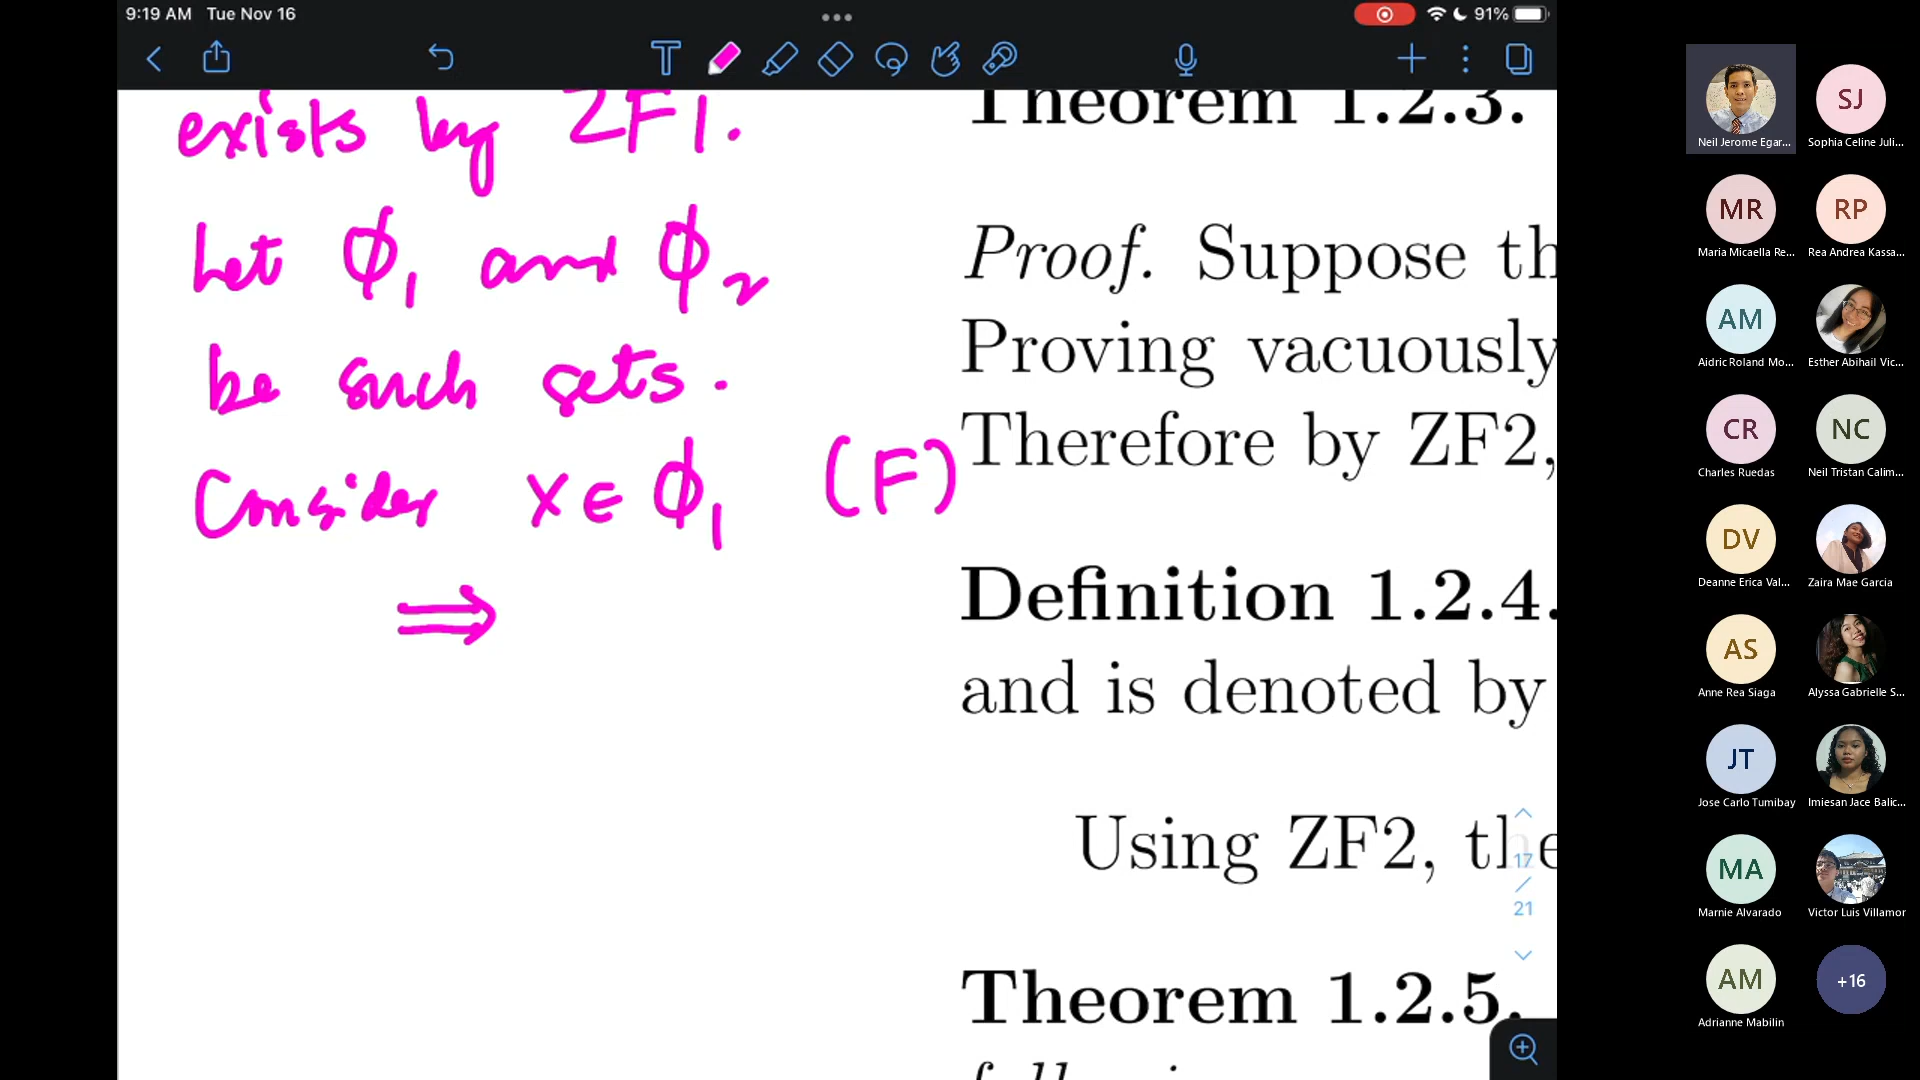 9:19 AM Tue Nov 16
91%
exists by ZF1.
Let ϕ₁ and ϕ₂
be such sets.
Consider x ∈ ϕ₁ (F)
⟹
Theorem 1.2.3.
Proof. Suppose th
Proving vacuously
Therefore by ZF2,
Definition 1.2.4.
and is denoted by
Using ZF2, the
Theorem 1.2.5.
17
/
21
Neil Jerome Egar...
SJ
Sophia Celine Juli...
MR
Maria Micaella Re...
RP
Rea Andrea Kassa...
AM
Aidric Roland Mo...
Esther Abihail Vic...
CR
Charles Ruedas
NC
Neil Tristan Calim...
DV
Deanne Erica Val...
Zaira Mae Garcia
AS
Anne Rea Siaga
Alyssa Gabrielle S...
JT
Jose Carlo Tumibay
Imiesan Jace Balic...
MA
Marnie Alvarado
Victor Luis Villamor
AM
Adrianne Mabilin
+16